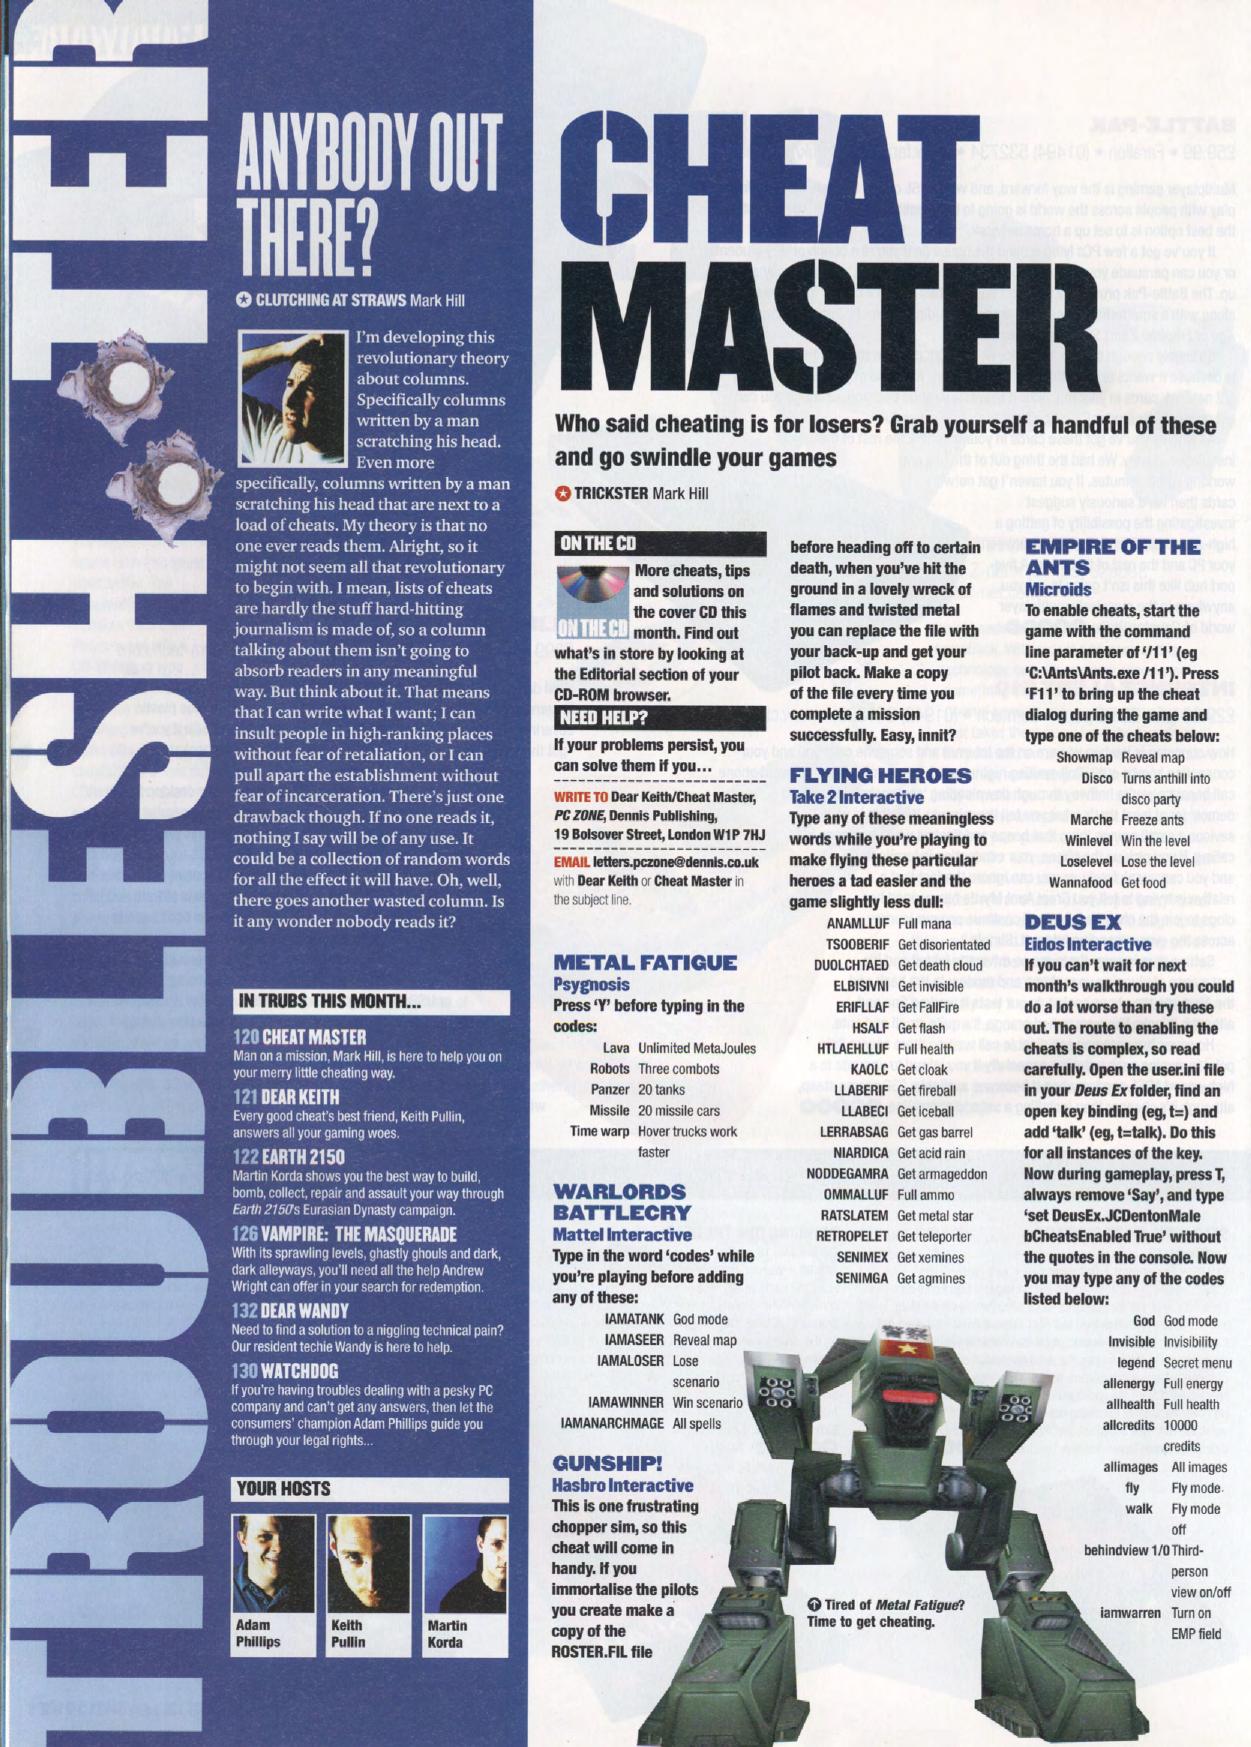 TROUBLESHOOTER
ANYBODY OUT
THERE?
CLUTCHING AT STRAWS Mark Hill
I'm developing this
revolutionary theory
about columns.
Specifically columns
written by a man
scratching his head.
Even more
specifically, columns written by a man
scratching his head that are next to a
load of cheats. My theory is that no
one ever reads them. Alright, so it
might not seem all that revolutionary
to begin with. I mean, lists of cheats
are hardly the stuff hard-hitting
journalism is made of, so a column
talking about them isn't going to
absorb readers in any meaningful
way. But think about it. That means
that I can write what I want; I can
insult people in high-ranking places
without fear of retaliation, or I can
pull apart the establishment without
fear of incarceration. There's just one
drawback though. If no one reads it,
nothing I say will be of any use. It
could be a collection of random words
for all the effect it will have. Oh, well,
there goes another wasted column. Is
it any wonder nobody reads it?
IN TRUBS THIS MONTH...
120 CHEAT MASTER
Man on a mission, Mark Hill, is here to help you on
your merry little cheating way.
121 DEAR KEITH
Every good cheat's best friend, Keith Pullin,
answers all your gaming woes.
122 EARTH 2150
Martin Korda shows you the best way to build,
bomb, collect, repair and assault your way through
Earth 2150's Eurasian Dynasty campaign.
126 VAMPIRE: THE MASQUERADE
With its sprawling levels, ghastly ghouls and dark,
dark alleyways, you'll need all the help Andrew
Wright can offer in your search for redemption.
132 DEAR WANDY
Need to find a solution to a niggling technical pain?
Our resident techie Wandy is here to help.
130 WATCHDOG
If you're having troubles dealing with a pesky PC
company and can't get any answers, then let the
consumers' champion Adam Phillips guide you
through your legal rights...
YOUR HOSTS
Adam
Phillips
Keith
Pullin
Martin
Korda
CHEAT
MASTER
Who said cheating is for losers? Grab yourself a handful of these
and go swindle your games
TRICKSTER Mark Hill
ON THE CD
ON THE CD
More cheats, tips
and solutions on
the cover CD this
month. Find out
what's in store by looking at
the Editorial section of your
CD-ROM browser.
NEED HELP?
If your problems persist, you
can solve them if you...
WRITE TO Dear Keith/Cheat Master,
PC ZONE, Dennis Publishing,
19 Bolsover Street, London W1P 7HJ
EMAIL letters.pczone@dennis.co.uk
with Dear Keith or Cheat Master in
the subject line.
METAL FATIGUE
Psygnosis
Press 'Y' before typing in the
codes:
Lava Unlimited MetaJoules
Robots Three combots
Panzer 20 tanks
Missile 20 missile cars
Time warp Hover trucks work
faster
WARLORDS
BATTLECRY
Mattel Interactive
Type in the word 'codes' while
you're playing before adding
any of these:
IAMATANK God mode
IAMASEER Reveal map
IAMALOSER Lose
scenario
IAMAWINNER Win scenario
IAMANARCHMAGE All spells
GUNSHIP!
Hasbro Interactive
This is one frustrating
chopper sim, so this
cheat will come in
handy. If you
immortalise the pilots
you create make a
copy of the
ROSTER.FIL file
before heading off to certain
death, when you've hit the
ground in a lovely wreck of
flames and twisted metal
you can replace the file with
your back-up and get your
pilot back. Make a copy
of the file every time you
complete a mission
successfully. Easy, innit?
FLYING HEROES
Take 2 Interactive
Type any of these meaningless
words while you're playing to
make flying these particular
heroes a tad easier and the
game slightly less dull:
ANAMLLUF Full mana
TSOOBERIF Get disorientated
DUOLCHTAED Get death cloud
ELBISIVNI Get invisible
ERIFLLAF Get FallFire
HSALF Get flash
HTLAEHLLUF Full health
KAOLC Get cloak
LLABERIF Get fireball
LLABECI Get iceball
LERRABSAG Get gas barrel
NIARDICA Get acid rain
NODDEGAMRA Get armageddon
OMMALLUF Full ammo
RATSLATEM Get metal star
RETROPELET Get teleporter
SENIMEX Get xemines
SENIMGA Get agmines
Tired of Metal Fatigue?
Time to get cheating.
EMPIRE OF THE
ANTS
Microids
To enable cheats, start the
game with the command
line parameter of '/11' (eg
'C:\Ants\Ants.exe /11'). Press
'F11' to bring up the cheat
dialog during the game and
type one of the cheats below:
Showmap Reveal map
Disco Turns anthill into
disco party
Marche Freeze ants
Winlevel Win the level
Loselevel Lose the level
Wannafood Get food
DEUS EX
Eidos Interactive
If you can't wait for next
month's walkthrough you could
do a lot worse than try these
out. The route to enabling the
cheats is complex, so read
carefully. Open the user.ini file
in your Deus Ex folder, find an
open key binding (eg, t=) and
add 'talk' (eg, t=talk). Do this
for all instances of the key.
Now during gameplay, press T,
always remove 'Say', and type
'set DeusEx.JCDentonMale
bCheatsEnabled True' without
the quotes in the console. Now
you may type any of the codes
listed below:
God God mode
Invisible Invisibility
legend Secret menu
allenergy Full energy
allhealth Full health
allcredits 10000
credits
allimages All images
fly Fly mode
walk Fly mode
off
behindview 1/0 Third-
person
view on/off
iamwarren Turn on
EMP field